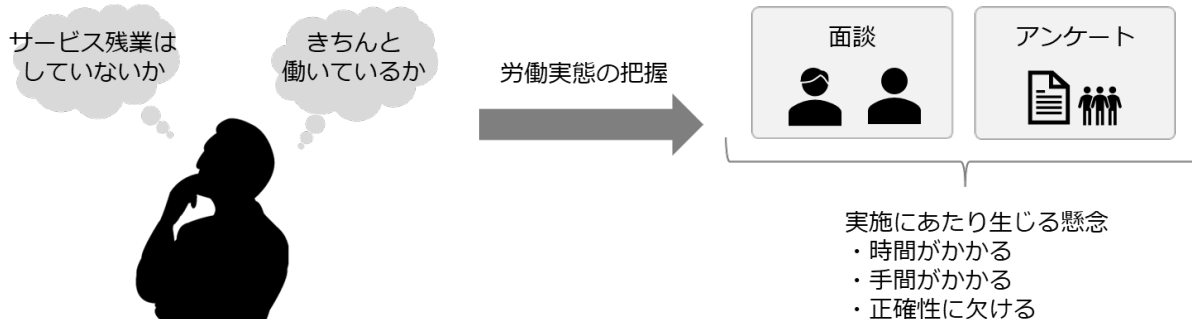 サービス残業は
していないか
きちんと
働いているか
労働実態の把握
面談
アンケート
実施にあたり生じる懸念
・時間がかかる
・手間がかかる
・正確性に欠ける